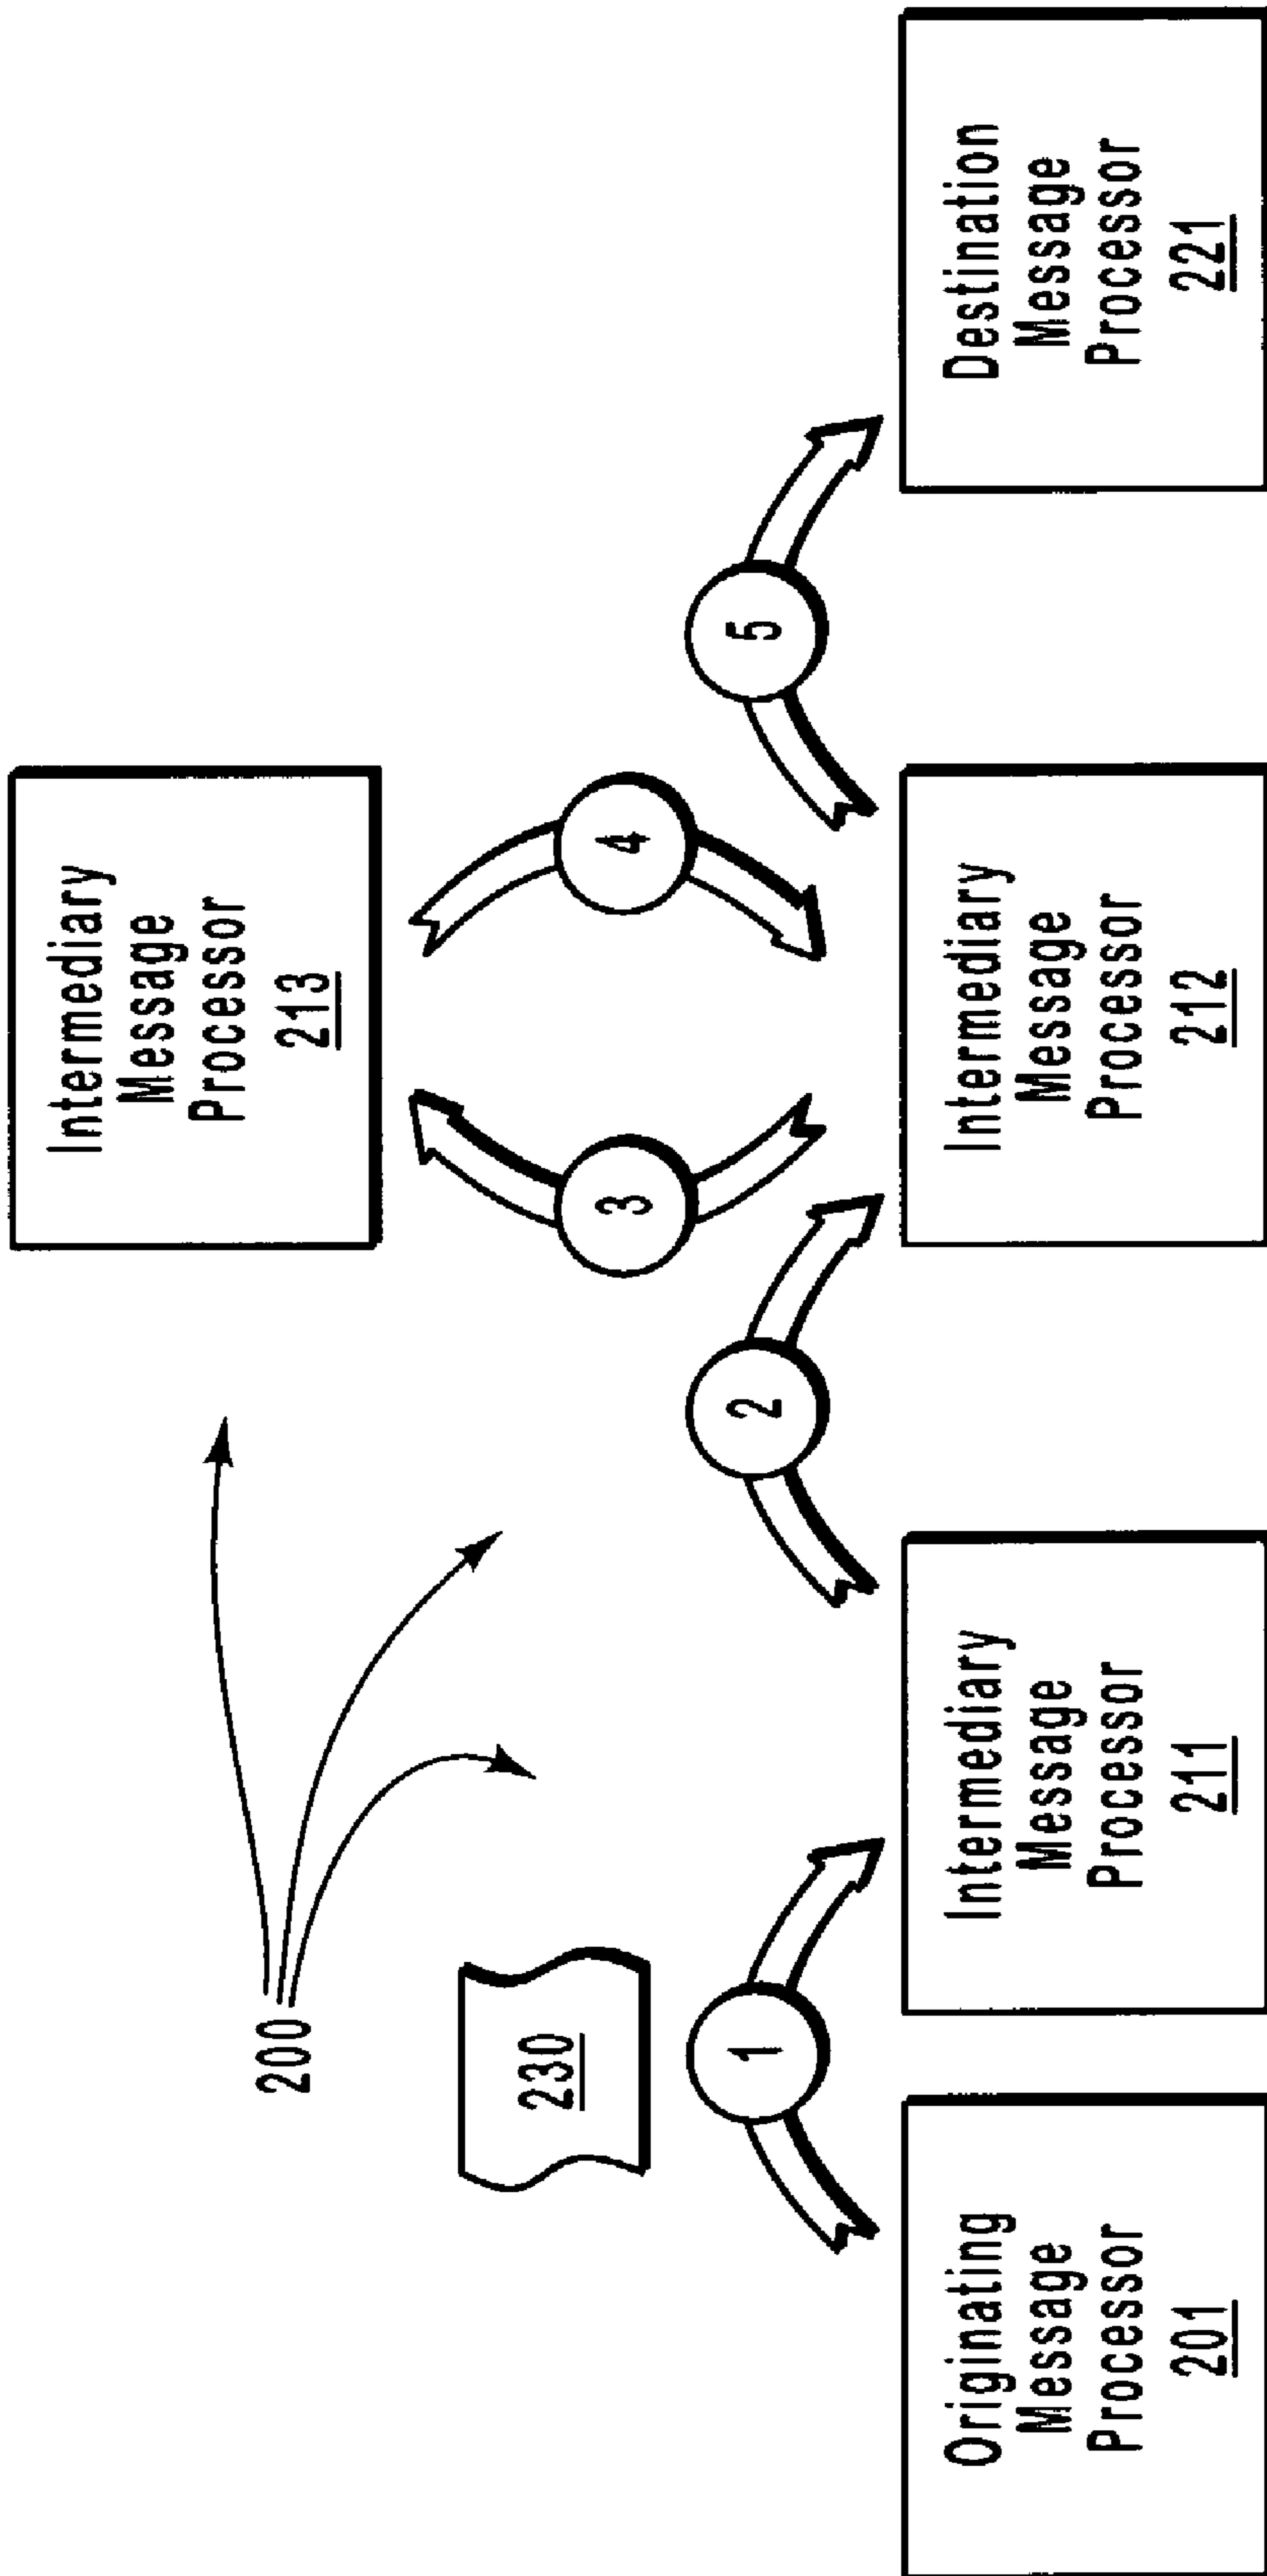 Intermediary
Message
Processor
213
200
230
1
2
3
4
5
Originating
Message
Processor
201
Intermediary
Message
Processor
211
Intermediary
Message
Processor
212
Destination
Message
Processor
221